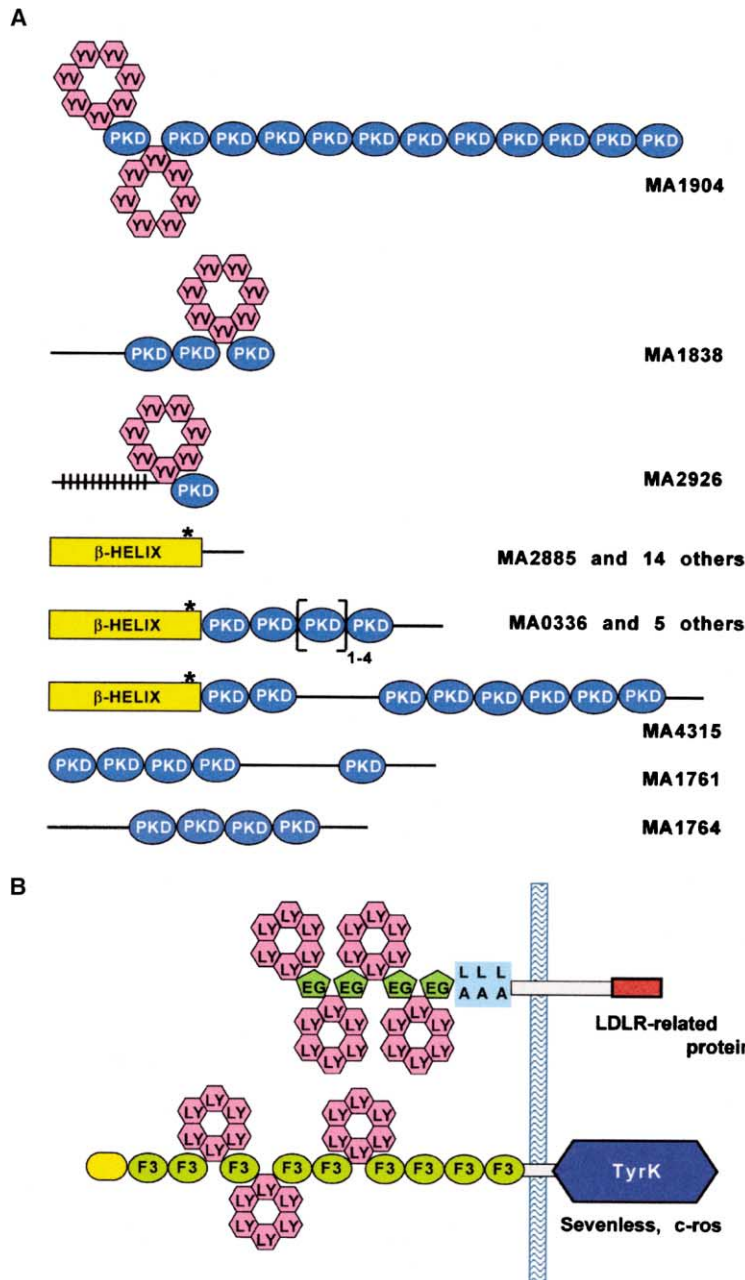 A
YV YV
YV YV
YV YV
YV
PKD PKD PKD PKD PKD PKD PKD PKD PKD PKD PKD PKD
YV
YV YV
YV YV
YV YV
MA1904
YV YV
YV YV
YV YV
YV
PKD PKD PKD
MA1838
YV YV
YV YV
YV YV
YV
PKD
MA2926
*
β-HELIX
MA2885 and 14 others
*
β-HELIX PKD PKD [PKD] PKD
1-4
MA0336 and 5 others
*
β-HELIX PKD PKD PKD PKD PKD PKD PKD PKD
MA4315
PKD PKD PKD PKD PKD
MA1761
PKD PKD PKD PKD
MA1764
B
LY LY
LY LY LY LY
LY LY LY LY
LY LY
EG EG EG EG
L L L
A A A
LY LY
LY LY LY LY
LY LY LY LY
LY LY
LDLR-related
protein
LY LY
LY LY LY LY
LY LY LY LY
LY LY
F3 F3 F3 F3 F3 F3 F3 F3 F3
TyrK
LY
LY LY
LY LY
LY
Sevenless, c-ros